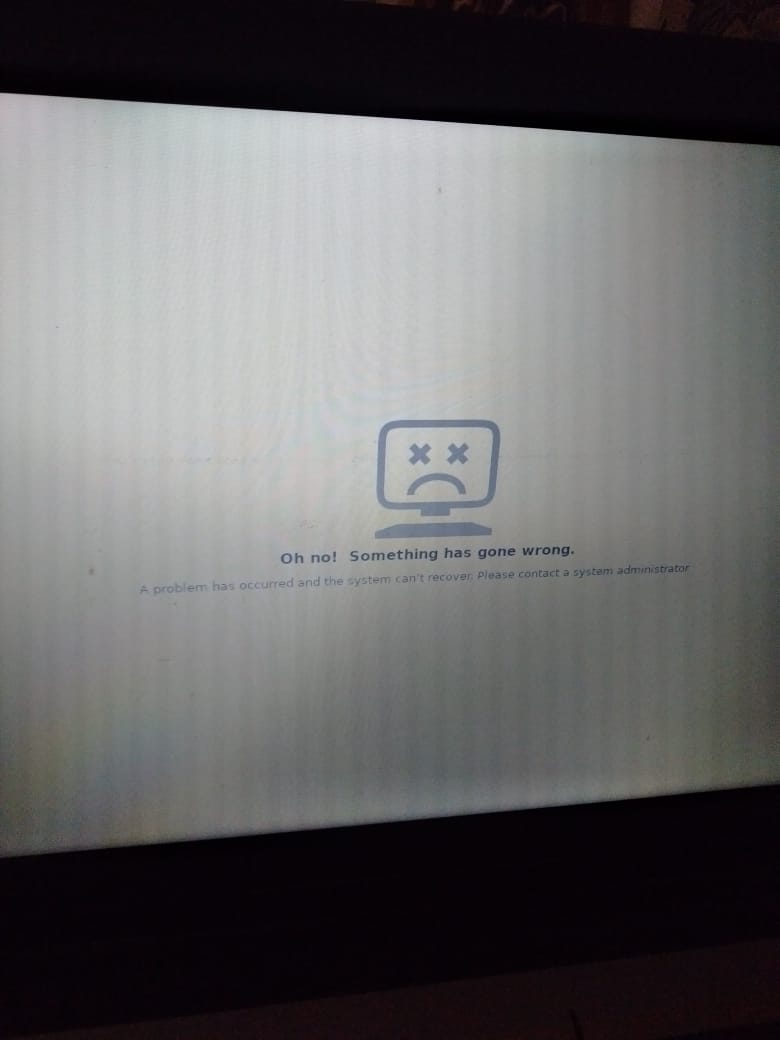 Oh no! Something has gone wrong.
A problem has occurred and the system can't recover. Please contact a system administrator